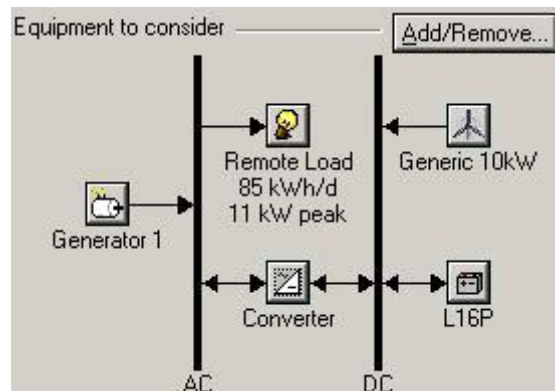 Equipment to consider
Add/Remove...
Remote Load
85 kWh/d
11 kW peak
Generic 10kW
Generator 1
Converter
L16P
AC
DC